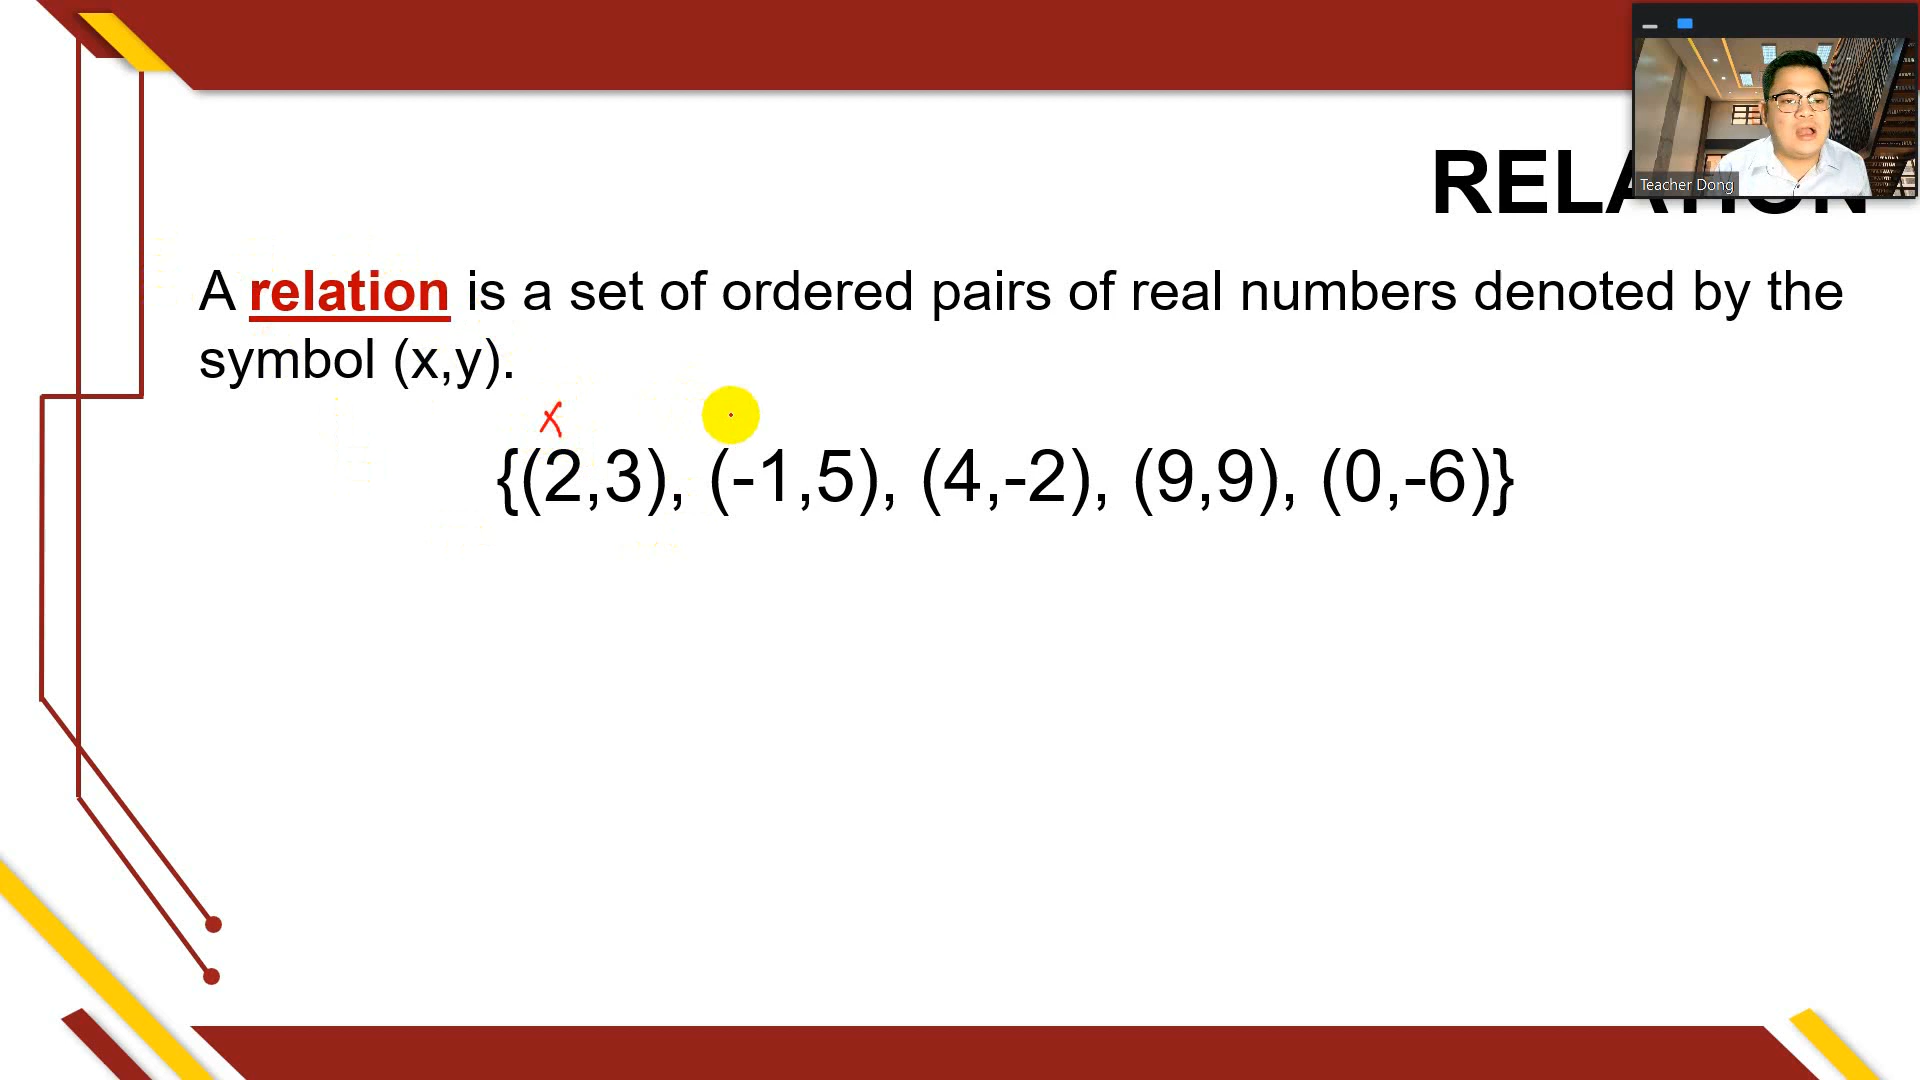 Teacher Dong
RELATION
A relation is a set of ordered pairs of real numbers denoted by the
symbol (x,y).
x
{(2,3), (-1,5), (4,-2), (9,9), (0,-6)}